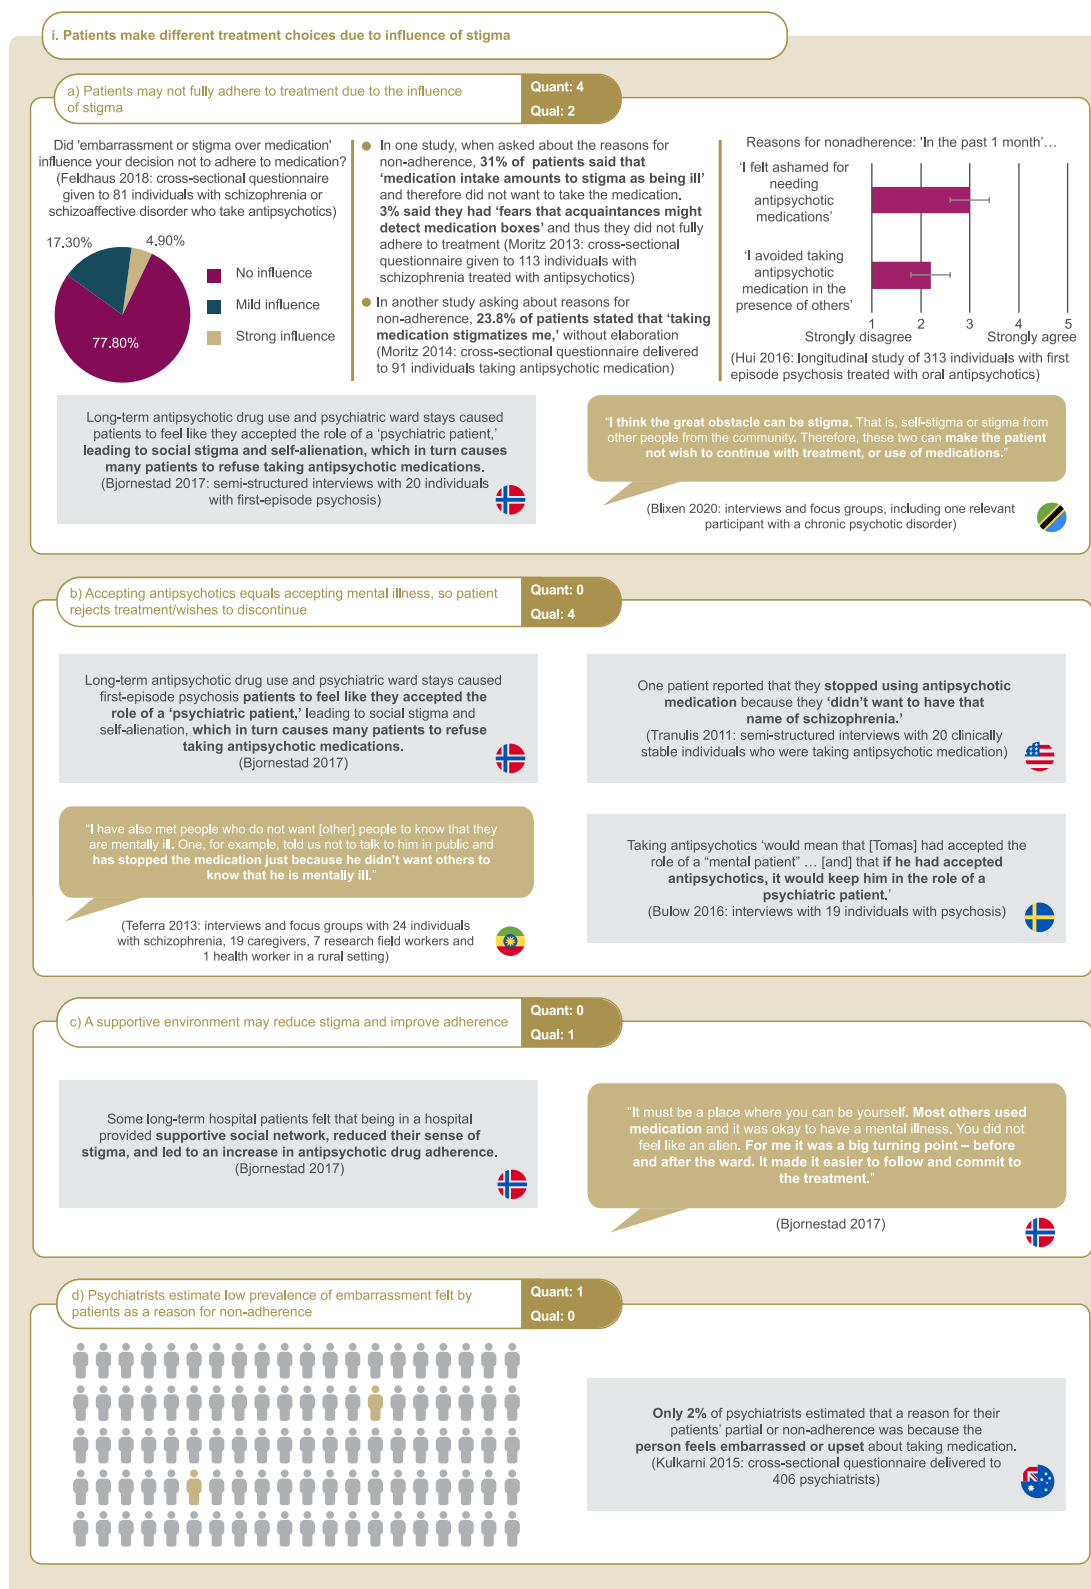 i. Patients make different treatment choices due to influence of stigma
a) Patients may not fully adhere to treatment due to the influence
of stigma
Quant: 4
Qual: 2
Did 'embarrassment or stigma over medication'
influence your decision not to adhere to medication?
(Feldhaus 2018: cross-sectional questionnaire
given to 81 individuals with schizophrenia or
schizoaffective disorder who take antipsychotics)
17.30%
4.90%
77.80%
No influence
Mild influence
Strong influence
In one study, when asked about the reasons for
non-adherence, 31% of patients said that
‘medication intake amounts to stigma as being ill’
and therefore did not want to take the medication.
3% said they had ‘fears that acquaintances might
detect medication boxes’ and thus they did not fully
adhere to treatment (Moritz 2013: cross-sectional
questionnaire given to 113 individuals with
schizophrenia treated with antipsychotics)
In another study asking about reasons for
non-adherence, 23.8% of patients stated that ‘taking
medication stigmatizes me,’ without elaboration
(Moritz 2014: cross-sectional questionnaire delivered
to 91 individuals taking antipsychotic medication)
Reasons for nonadherence: 'In the past 1 month’…
‘I felt ashamed for
needing
antipsychotic
medications’
‘I avoided taking
antipsychotic
medication in the
presence of others’
1 2 3 4 5
Strongly disagree Strongly agree
(Hui 2016: longitudinal study of 313 individuals with first
episode psychosis treated with oral antipsychotics)
Long-term antipsychotic drug use and psychiatric ward stays caused
patients to feel like they accepted the role of a ‘psychiatric patient,’
leading to social stigma and self-alienation, which in turn causes
many patients to refuse taking antipsychotic medications.
(Bjornestad 2017: semi-structured interviews with 20 individuals
with first-episode psychosis)
“I think the great obstacle can be stigma. That is, self-stigma or stigma from
other people from the community. Therefore, these two can make the patient
not wish to continue with treatment, or use of medications.”
(Blixen 2020: interviews and focus groups, including one relevant
participant with a chronic psychotic disorder)
b) Accepting antipsychotics equals accepting mental illness, so patient
rejects treatment/wishes to discontinue
Quant: 0
Qual: 4
Long-term antipsychotic drug use and psychiatric ward stays caused
first-episode psychosis patients to feel like they accepted the
role of a ‘psychiatric patient,’ leading to social stigma and
self-alienation, which in turn causes many patients to refuse
taking antipsychotic medications.
(Bjornestad 2017)
One patient reported that they stopped using antipsychotic
medication because they ‘didn’t want to have that
name of schizophrenia.’
(Tranulis 2011: semi-structured interviews with 20 clinically
stable individuals who were taking antipsychotic medication)
“I have also met people who do not want [other] people to know that they
are mentally ill. One, for example, told us not to talk to him in public and
has stopped the medication just because he didn’t want others to
know that he is mentally ill.”
(Teferra 2013: interviews and focus groups with 24 individuals
with schizophrenia, 19 caregivers, 7 research field workers and
1 health worker in a rural setting)
Taking antipsychotics ‘would mean that [Tomas] had accepted the
role of a “mental patient” … [and] that if he had accepted
antipsychotics, it would keep him in the role of a
psychiatric patient.’
(Bulow 2016: interviews with 19 individuals with psychosis)
c) A supportive environment may reduce stigma and improve adherence
Quant: 0
Qual: 1
Some long-term hospital patients felt that being in a hospital
provided supportive social network, reduced their sense of
stigma, and led to an increase in antipsychotic drug adherence.
(Bjornestad 2017)
“It must be a place where you can be yourself. Most others used
medication and it was okay to have a mental illness. You did not
feel like an alien. For me it was a big turning point – before
and after the ward. It made it easier to follow and commit to
the treatment.”
(Bjornestad 2017)
d) Psychiatrists estimate low prevalence of embarrassment felt by
patients as a reason for non-adherence
Quant: 1
Qual: 0
Only 2% of psychiatrists estimated that a reason for their
patients’ partial or non-adherence was because the
person feels embarrassed or upset about taking medication.
(Kulkarni 2015: cross-sectional questionnaire delivered to
406 psychiatrists)